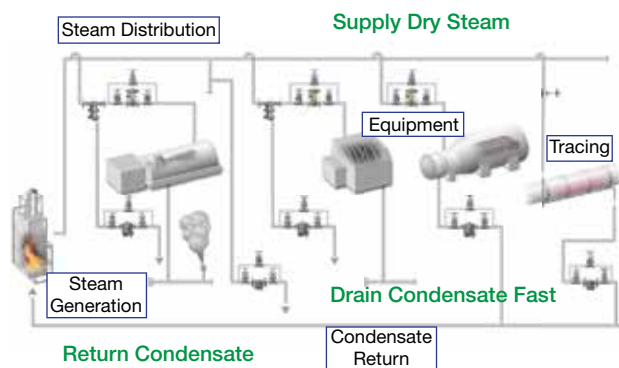 Supply Dry Steam
Steam Distribution
Equipment
Tracing
Steam
Generation
Drain Condensate Fast
Return Condensate
Condensate
Return